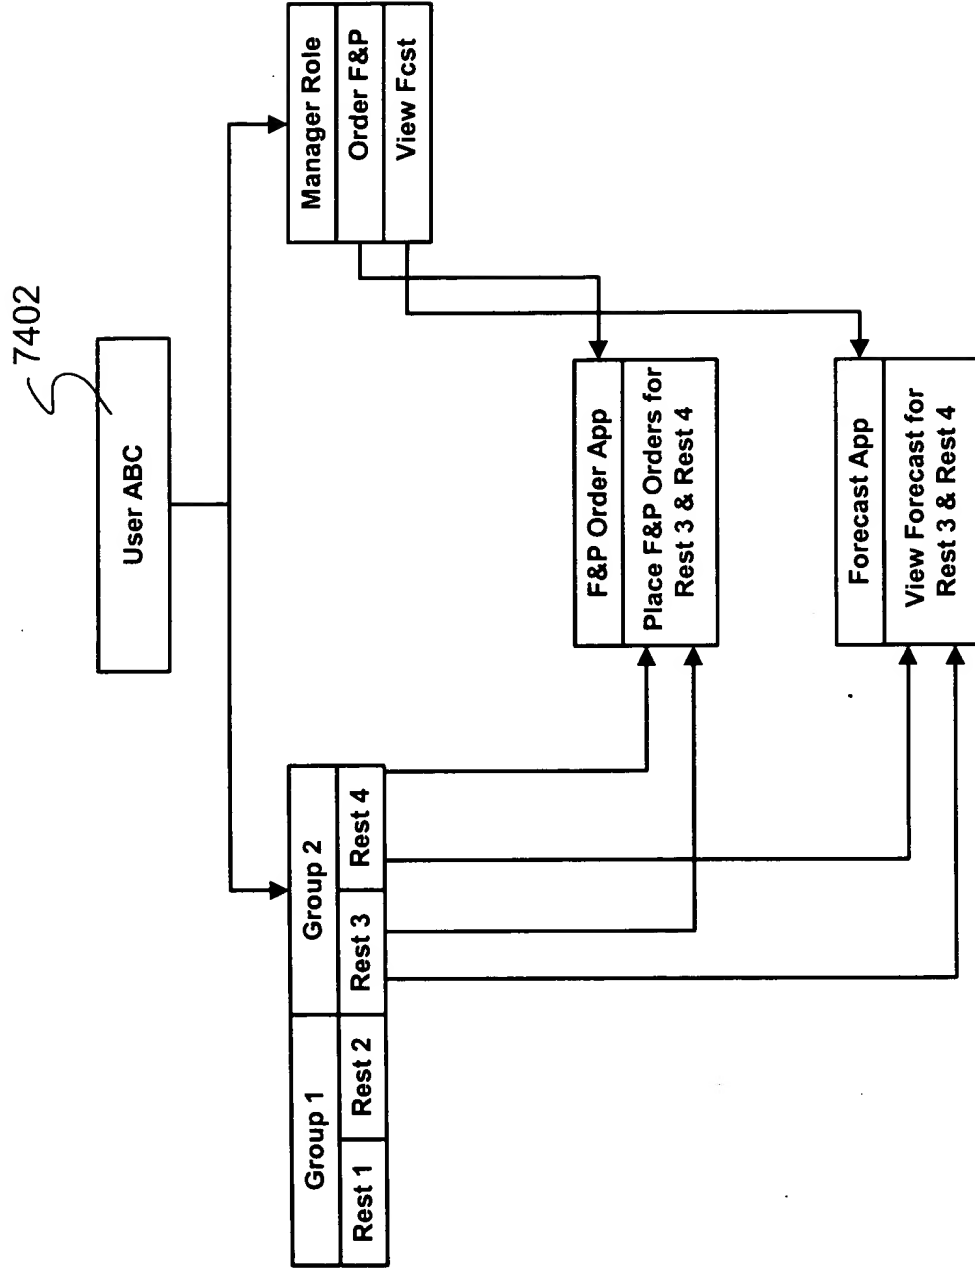 7402
User ABC
Group 1
Group 2
Rest 1
Rest 2
Rest 3
Rest 4
Manager Role
Order F&P
View Fcst
F&P Order App
Place F&P Orders for
Rest 3 & Rest 4
Forecast App
View Forecast for
Rest 3 & Rest 4